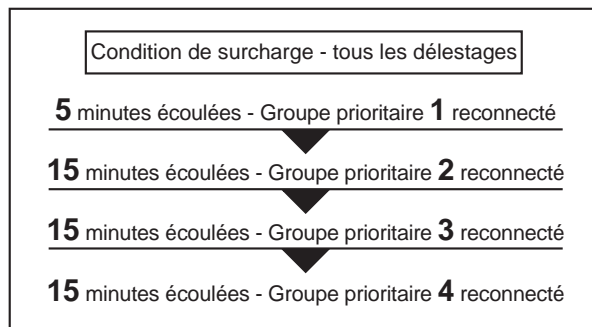 Condition de surcharge - tous les délestages
5 minutes écoulées - Groupe prioritaire 1 reconnecté
15 minutes écoulées - Groupe prioritaire 2 reconnecté
15 minutes écoulées - Groupe prioritaire 3 reconnecté
15 minutes écoulées - Groupe prioritaire 4 reconnecté